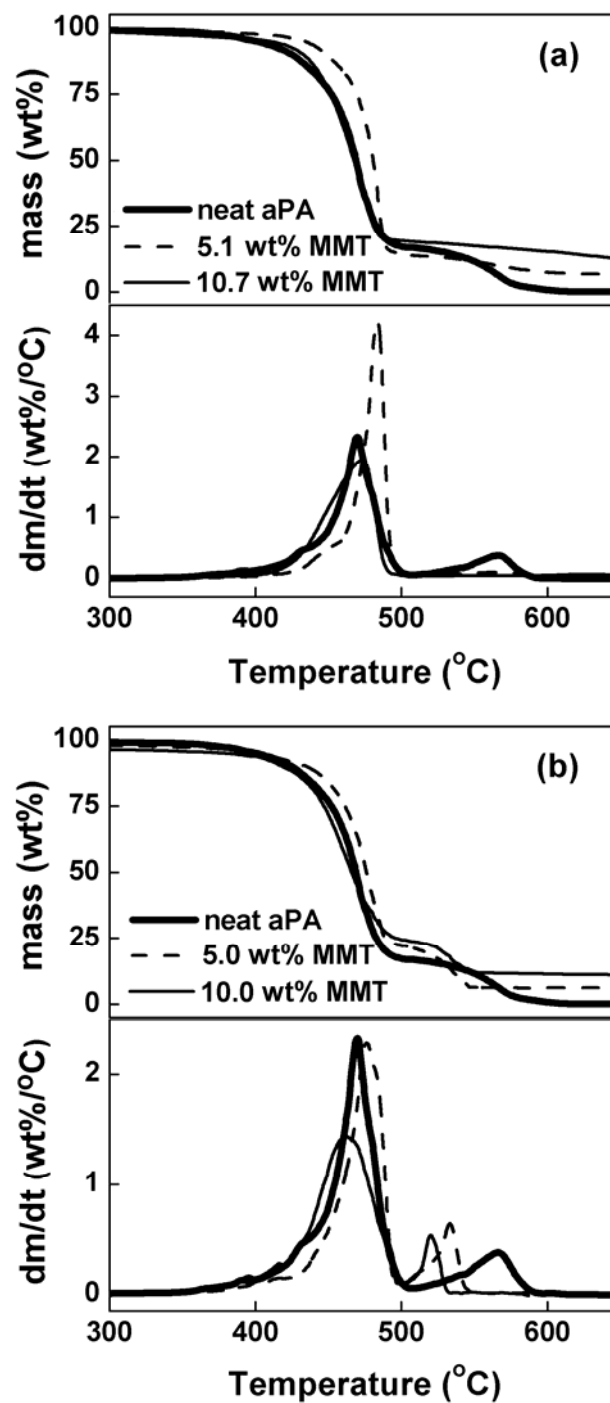 (a)
mass (wt%)
100
75
50
25
0
neat aPA
5.1 wt% MMT
10.7 wt% MMT
dm/dt (wt%/°C)
4
3
2
1
0
300 400 500 600
Temperature (°C)
(b)
mass (wt%)
100
75
50
25
0
neat aPA
5.0 wt% MMT
10.0 wt% MMT
dm/dt (wt%/°C)
2
1
0
300 400 500 600
Temperature (°C)